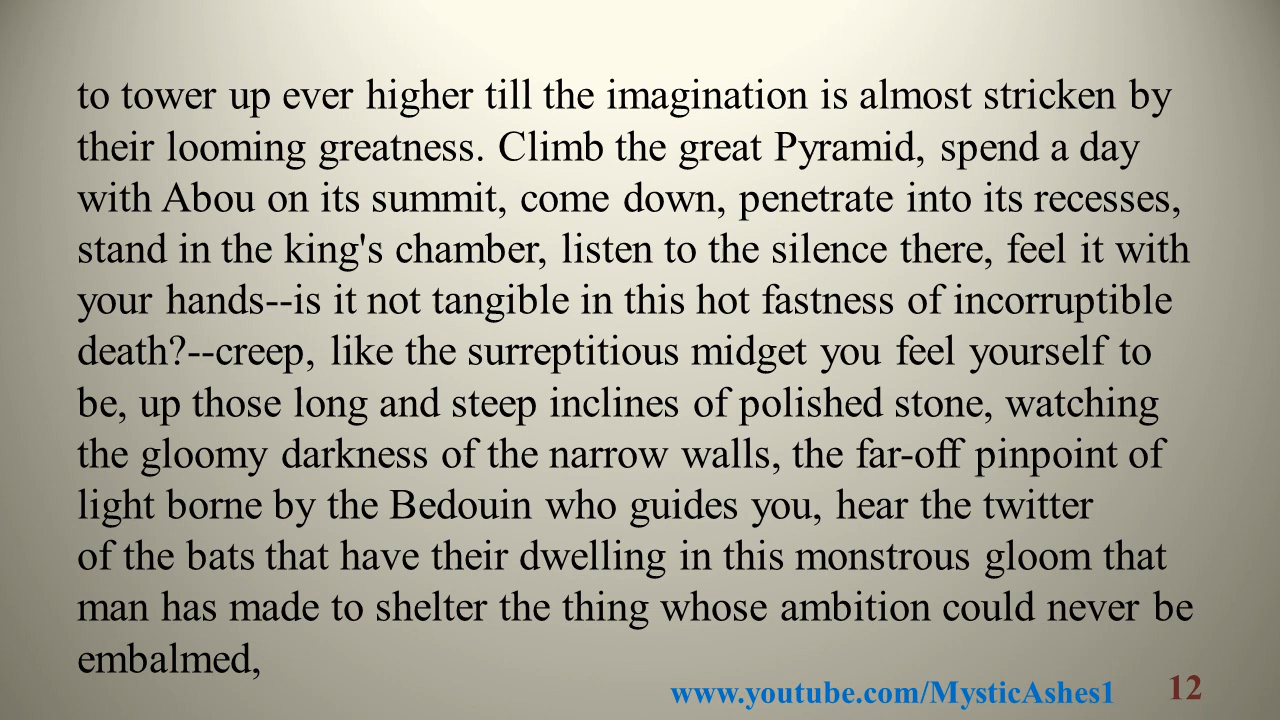 to tower up ever higher till the imagination is almost stricken by
their looming greatness. Climb the great Pyramid, spend a day
with Abou on its summit, come down, penetrate into its recesses,
stand in the king's chamber, listen to the silence there, feel it with
your hands--is it not tangible in this hot fastness of incorruptible
death?--creep, like the surreptitious midget you feel yourself to
be, up those long and steep inclines of polished stone, watching
the gloomy darkness of the narrow walls, the far-off pinpoint of
light borne by the Bedouin who guides you, hear the twitter
of the bats that have their dwelling in this monstrous gloom that
man has made to shelter the thing whose ambition could never be
embalmed,
www.youtube.com/MysticAshes1 12